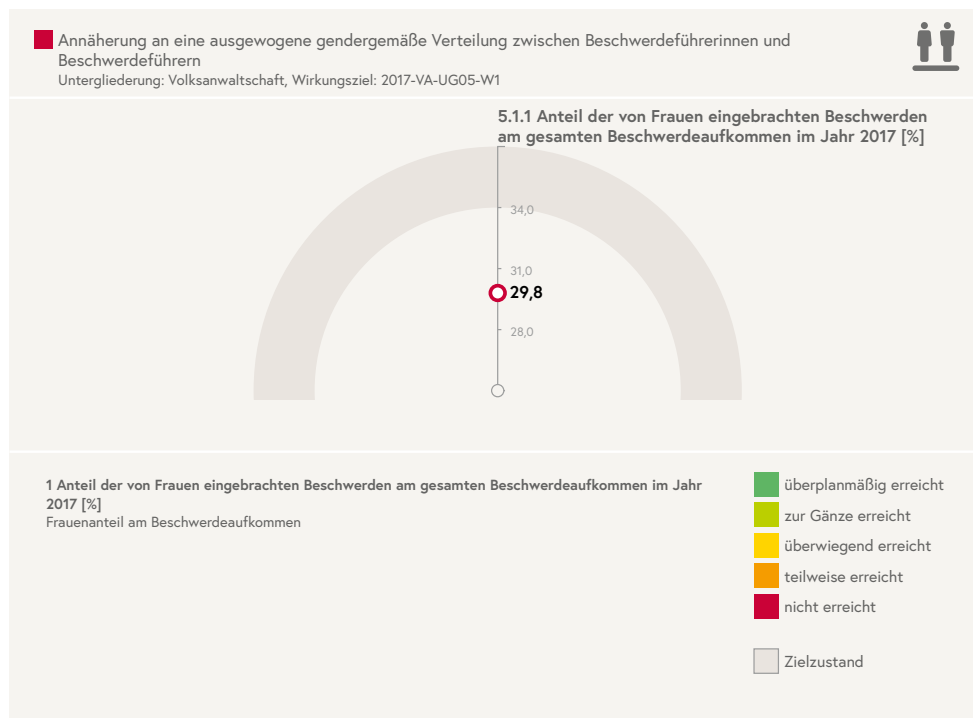 Annäherung an eine ausgewogene gendergemäße Verteilung zwischen Beschwerdeführerinnen und
Beschwerdeführern
Untergliederung: Volksanwaltschaft, Wirkungsziel: 2017-VA-UG05-W1
5.1.1 Anteil der von Frauen eingebrachten Beschwerden
am gesamten Beschwerdeaufkommen im Jahr 2017 [%]
34,0
31,0
29,8
28,0
1 Anteil der von Frauen eingebrachten Beschwerden am gesamten Beschwerdeaufkommen im Jahr
2017 [%]
Frauenanteil am Beschwerdeaufkommen
überplanmäßig erreicht
zur Gänze erreicht
überwiegend erreicht
teilweise erreicht
nicht erreicht
Zielzustand